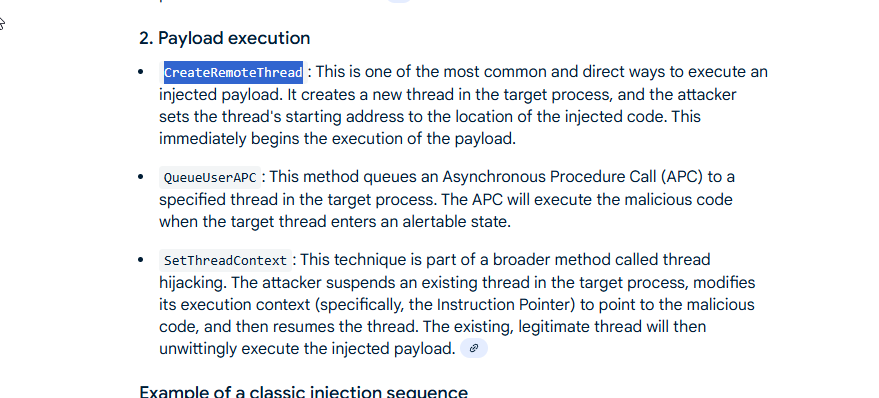 2. Payload execution
• CreateRemoteThread : This is one of the most common and direct ways to execute an
injected payload. It creates a new thread in the target process, and the attacker
sets the thread's starting address to the location of the injected code. This
immediately begins the execution of the payload.
• QueueUserAPC : This method queues an Asynchronous Procedure Call (APC) to a
specified thread in the target process. The APC will execute the malicious code
when the target thread enters an alertable state.
• SetThreadContext : This technique is part of a broader method called thread
hijacking. The attacker suspends an existing thread in the target process, modifies
its execution context (specifically, the Instruction Pointer) to point to the malicious
code, and then resumes the thread. The existing, legitimate thread will then
unwittingly execute the injected payload.
Example of a classic injection sequence